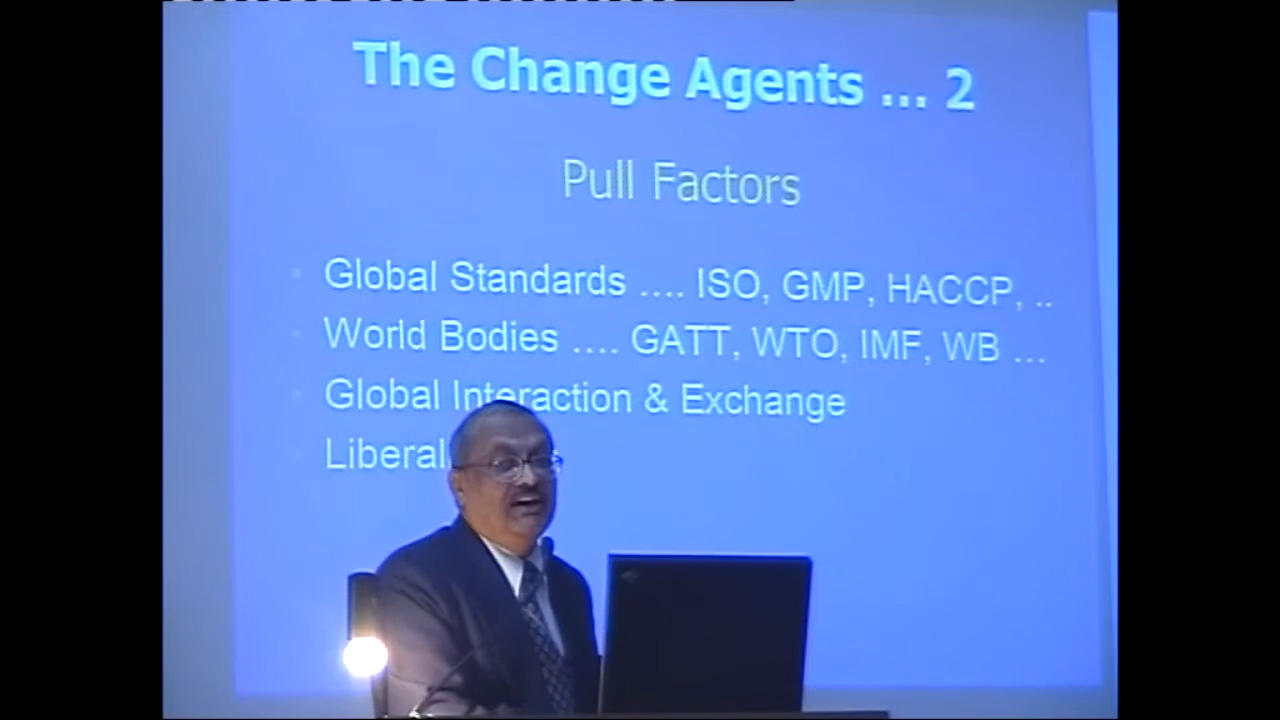 The Change Agents ... 2
Pull Factors
Global Standards .... ISO, GMP, HACCP, ..
World Bodies .... GATT, WTO, IMF, WB ...
Global Interaction & Exchange